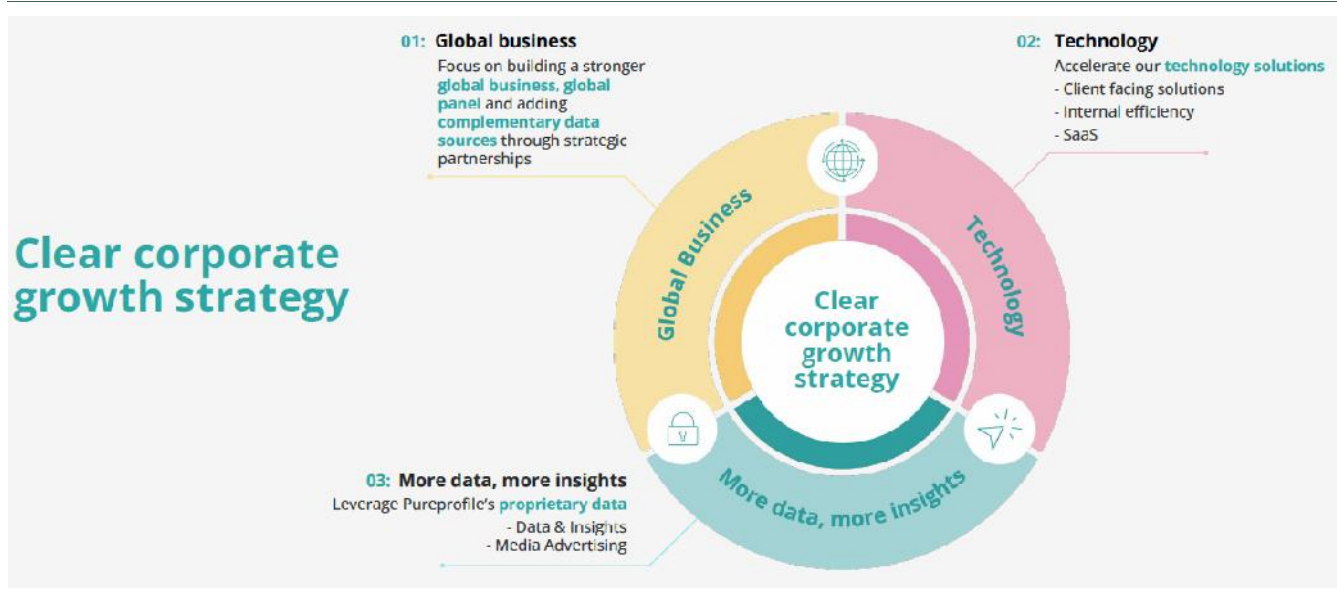 01: Global business
Focus on building a stronger
global business, global
panel and adding
complementary data
sources through strategic
partnerships
02: Technology
Accelerate our technology solutions
- Client facing solutions
- Internal efficiency
- SaaS
Clear corporate
growth strategy
Global Business
Technology
More data, more insights
Clear
corporate
growth
strategy
03: More data, more insights
Leverage Pureprofile's proprietary data
- Data & Insights
- Media Advertising